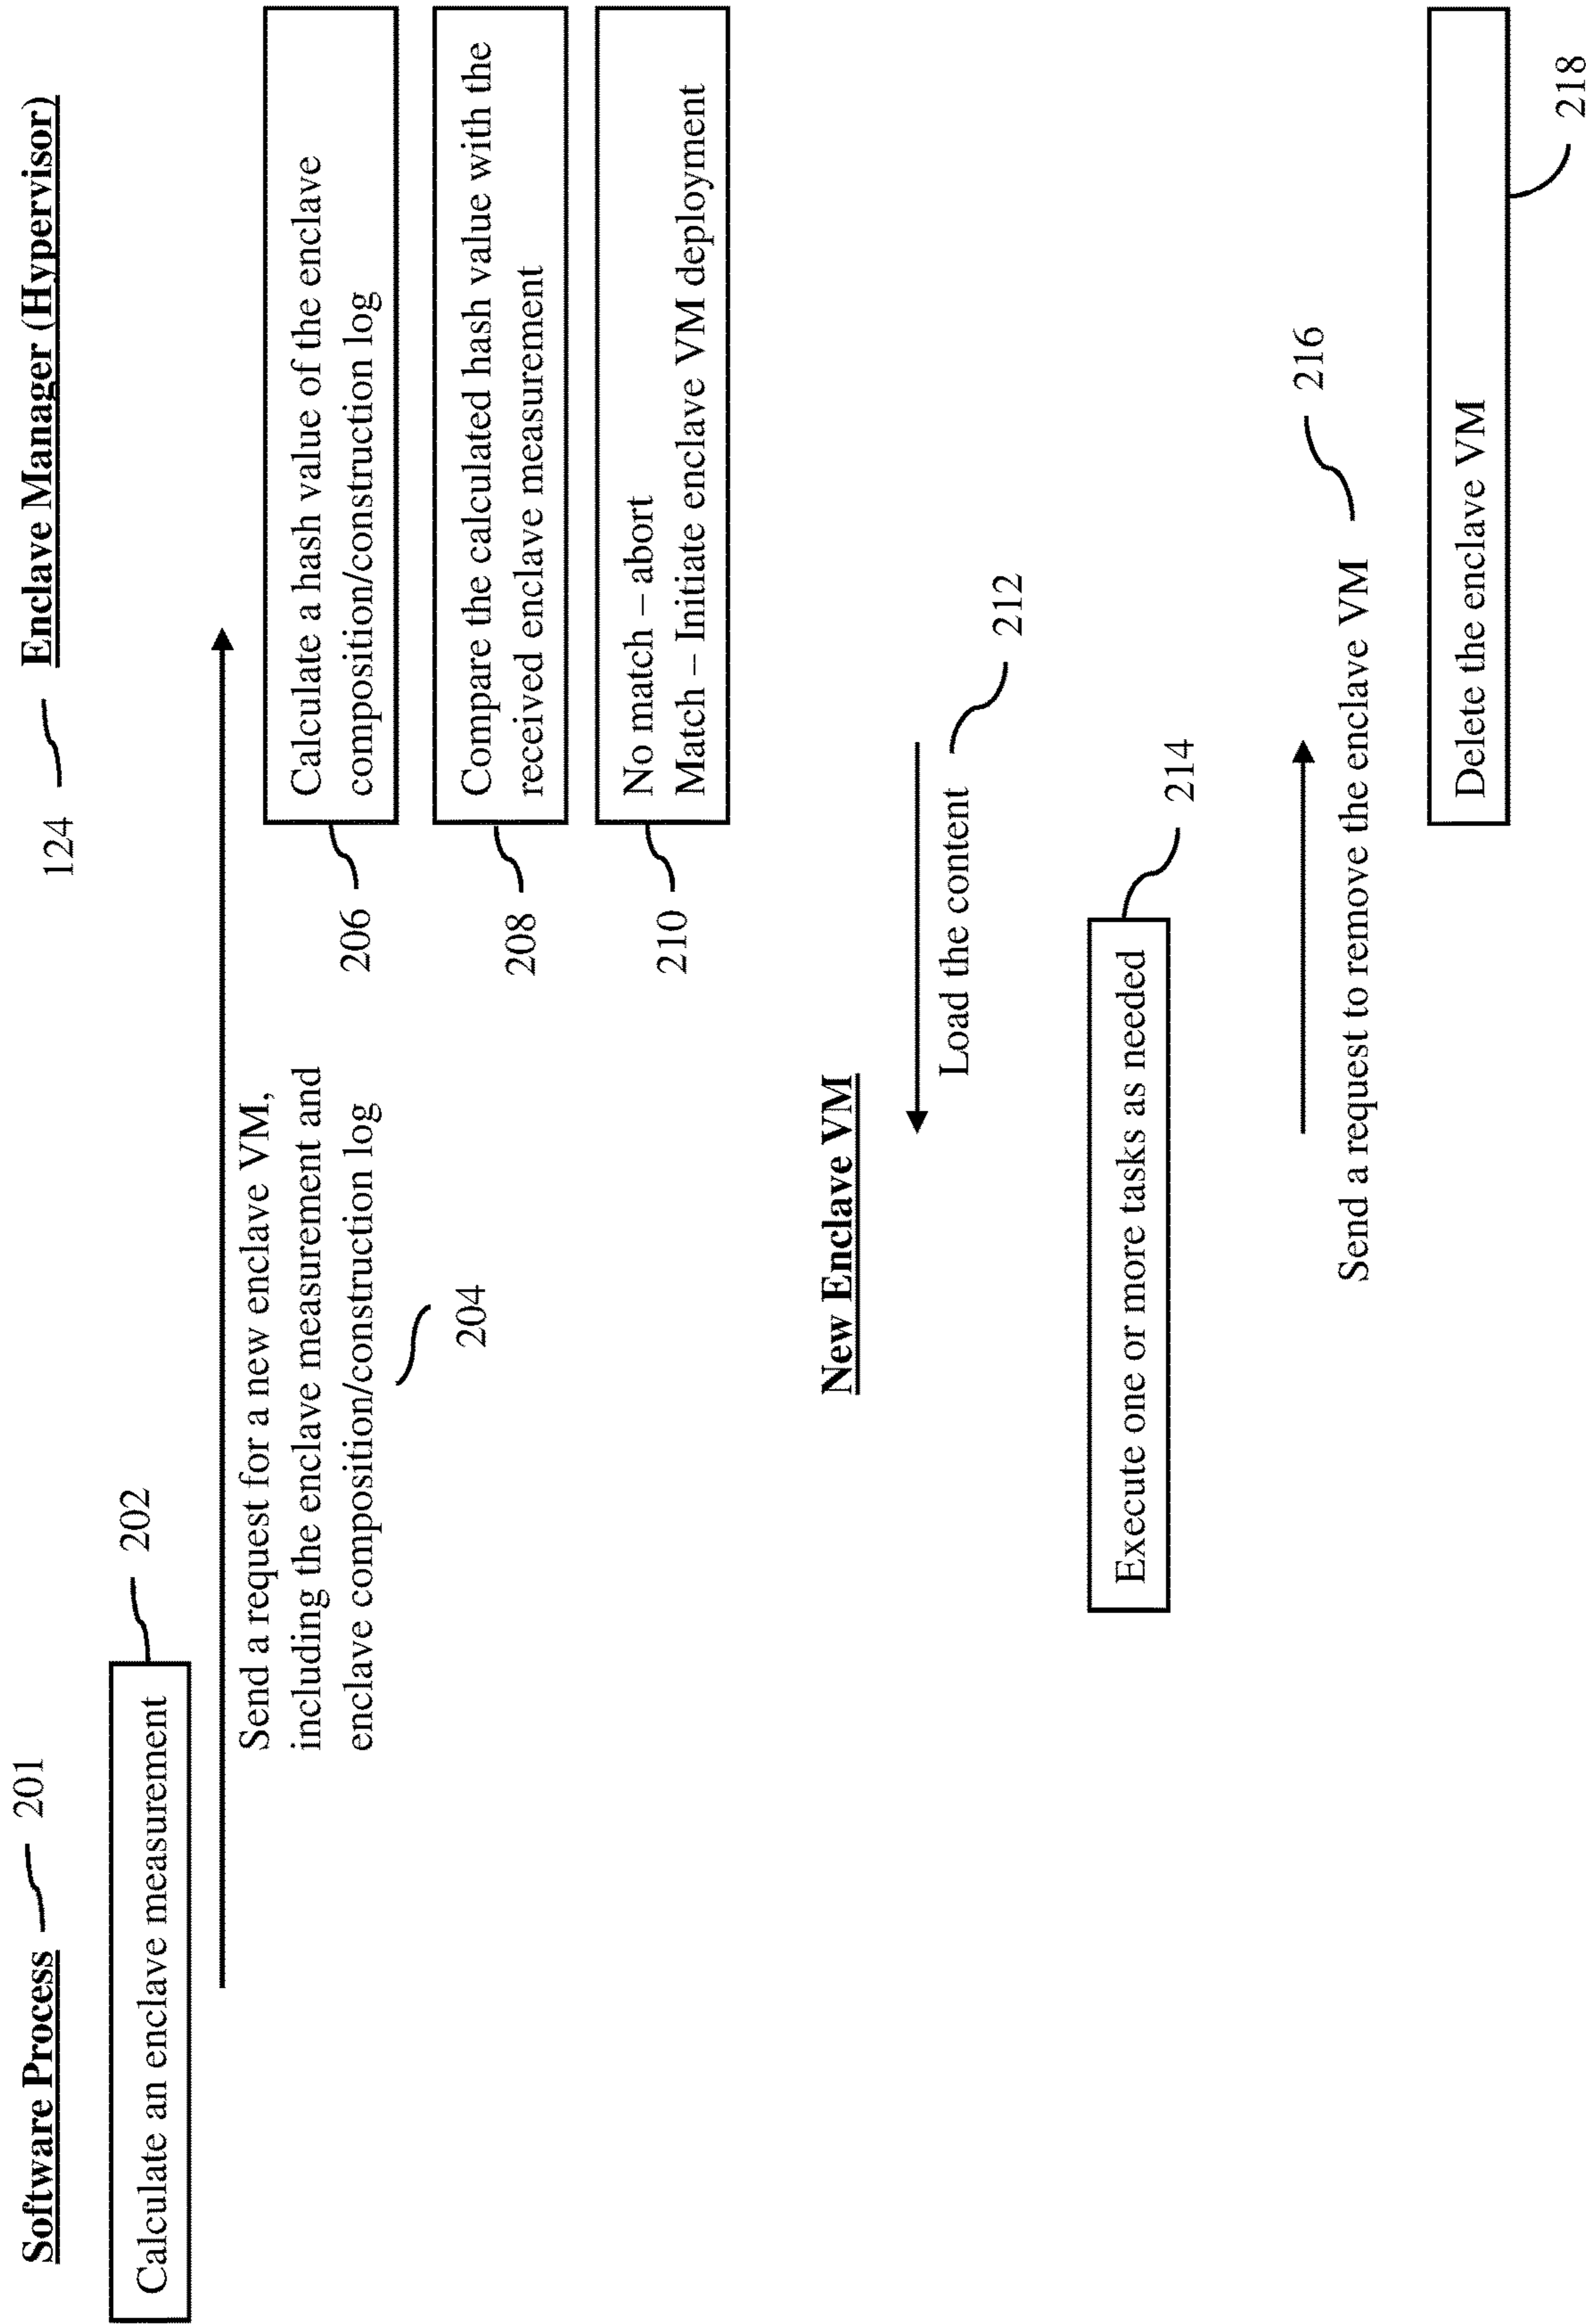 Software Process
201
124
Enclave Manager (Hypervisor)
Calculate an enclave measurement
202
Send a request for a new enclave VM,
including the enclave measurement and
enclave composition/construction log
204
Calculate a hash value of the enclave
composition/construction log
206
Compare the calculated hash value with the
received enclave measurement
208
No match – abort
Match – Initiate enclave VM deployment
210
New Enclave VM
Load the content
212
Execute one or more tasks as needed
214
Send a request to remove the enclave VM
216
Delete the enclave VM
218